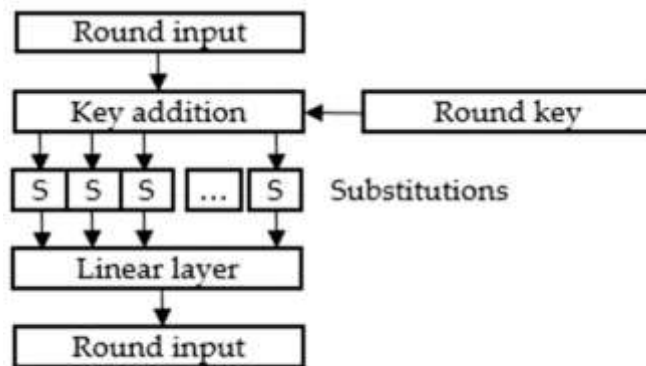 Round input
Key addition
Round key
S S S ... S
Substitutions
Linear layer
Round input